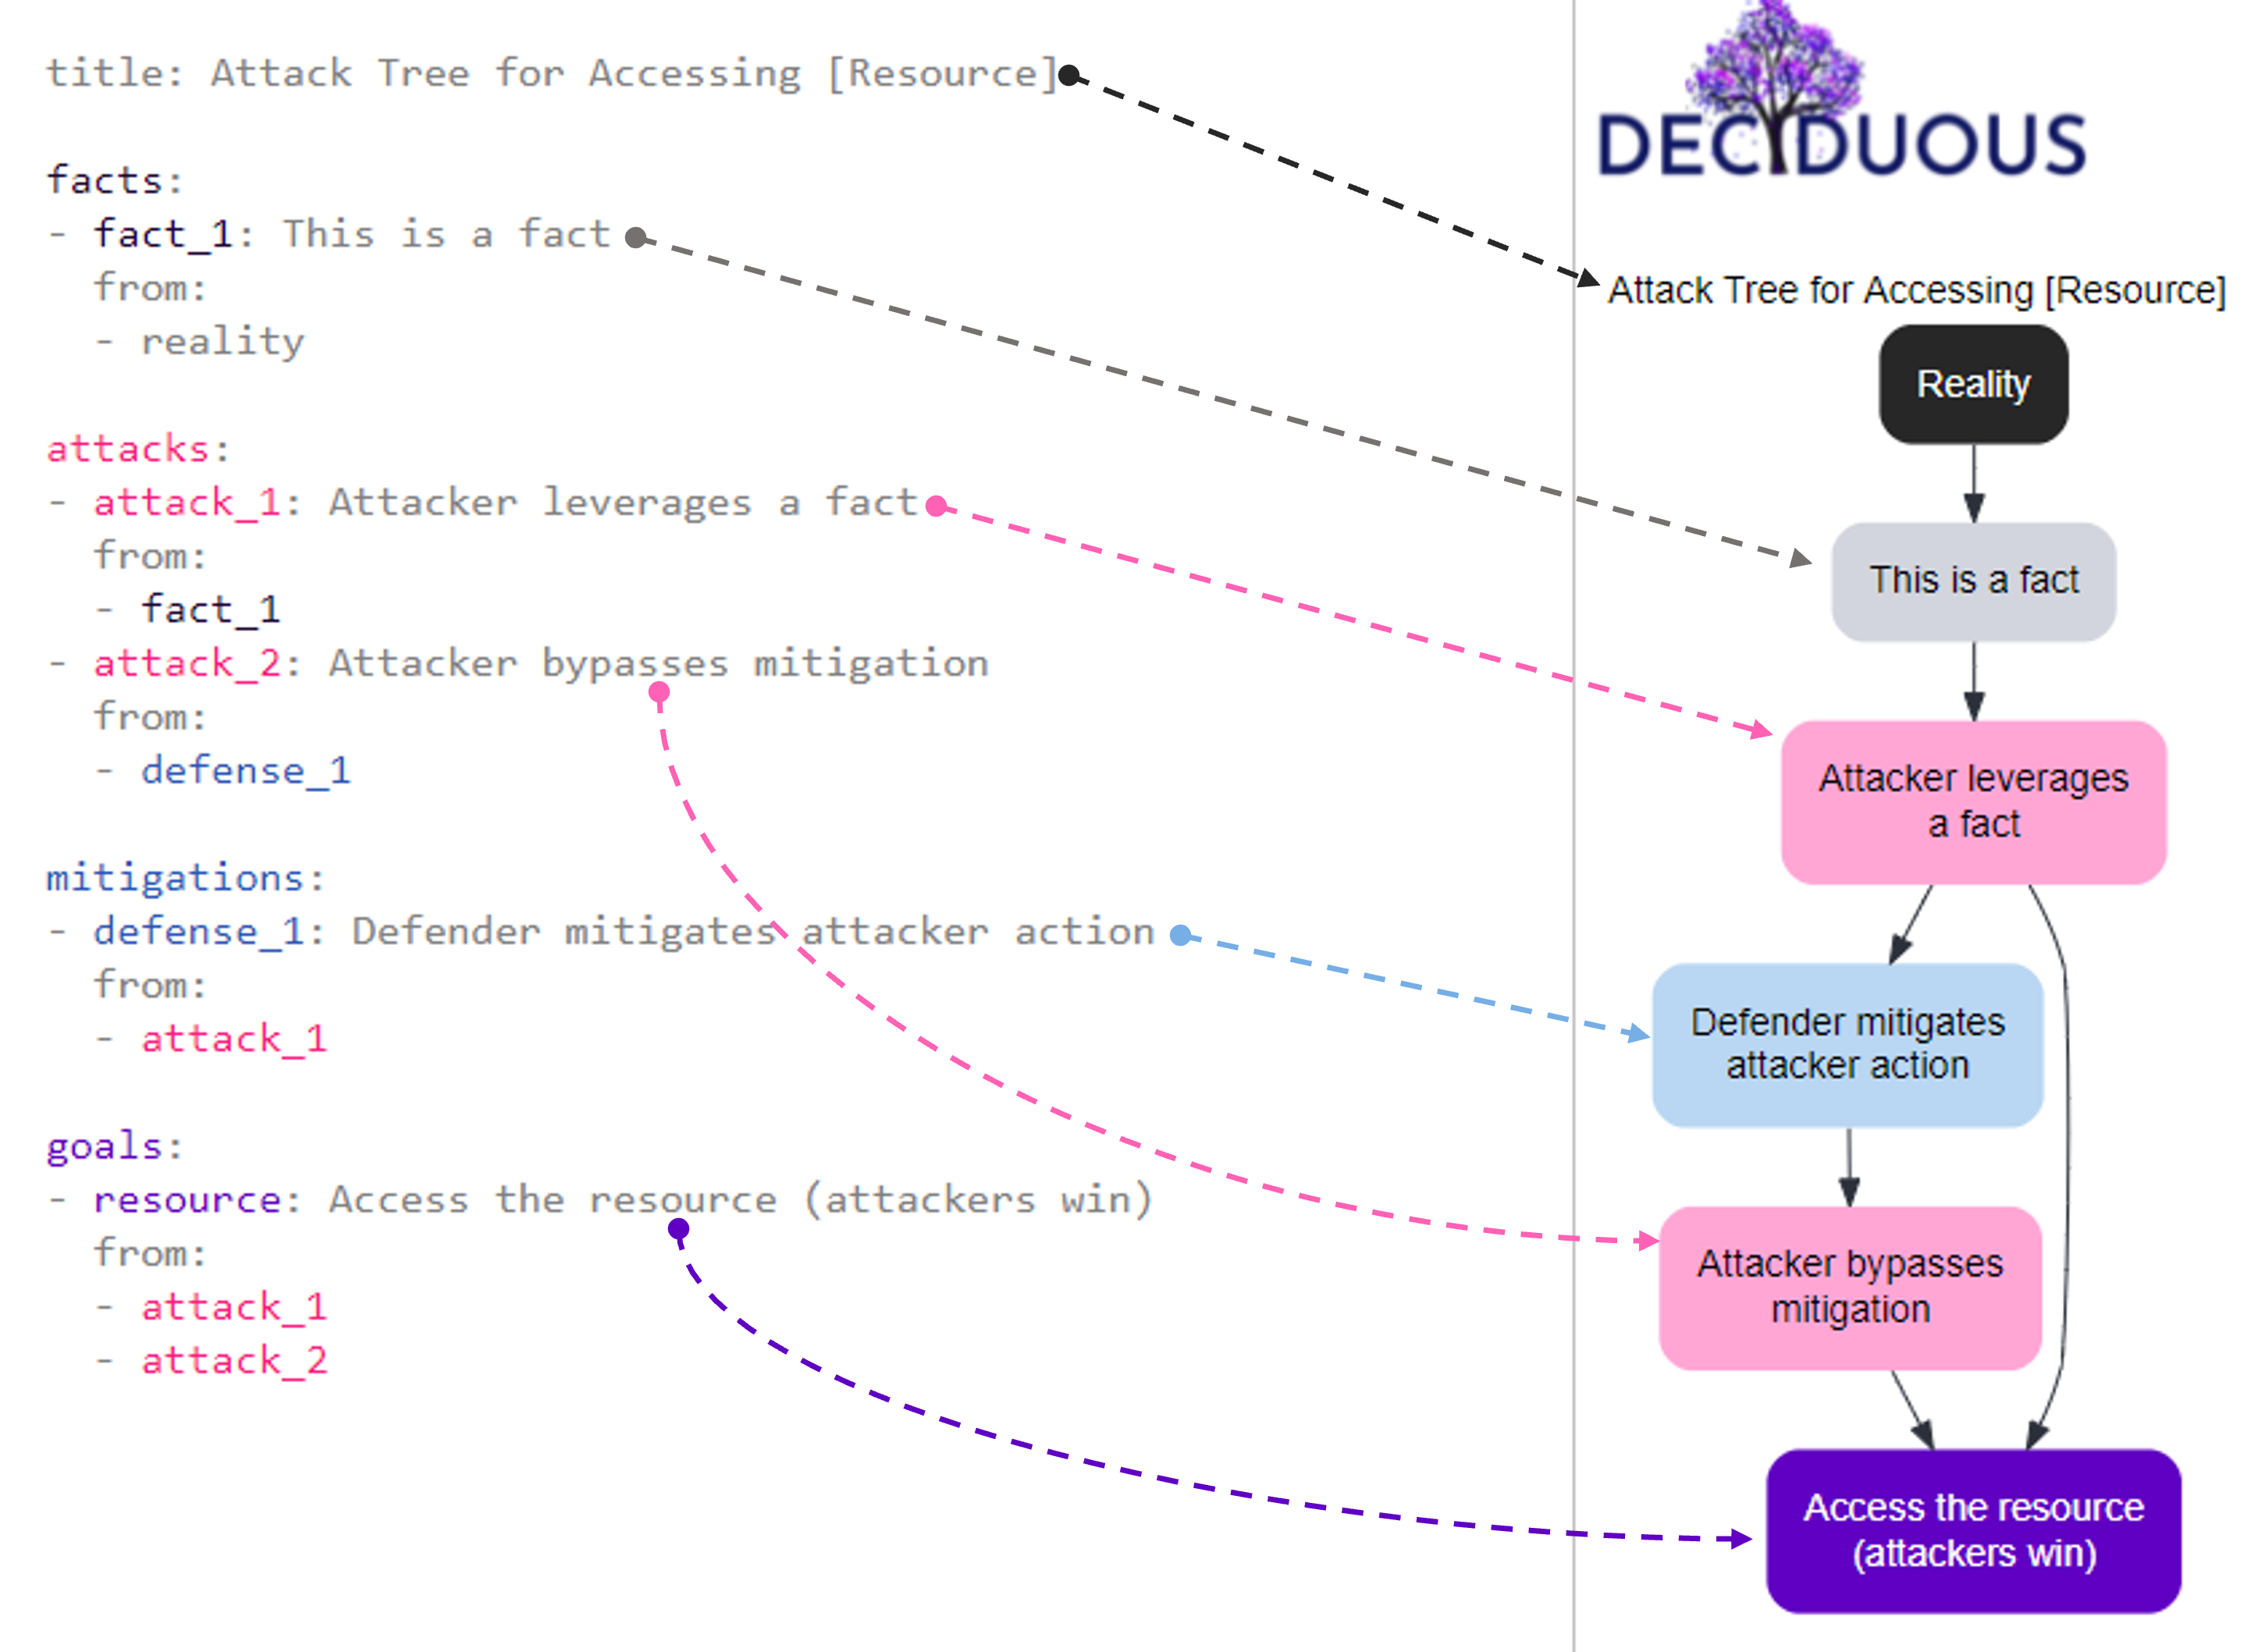 title: Attack Tree for Accessing [Resource]
facts:
- fact_1: This is a fact
from:
- reality
attacks:
- attack_1: Attacker leverages a fact
from:
- fact_1
- attack_2: Attacker bypasses mitigation
from:
- defense_1
mitigations:
- defense_1: Defender mitigates attacker action
from:
- attack_1
goals:
- resource: Access the resource (attackers win)
from:
- attack_1
- attack_2
DECIDUOUS
Attack Tree for Accessing [Resource]
Reality
This is a fact
Attacker leverages
a fact
Defender mitigates
attacker action
Attacker bypasses
mitigation
Access the resource
(attackers win)